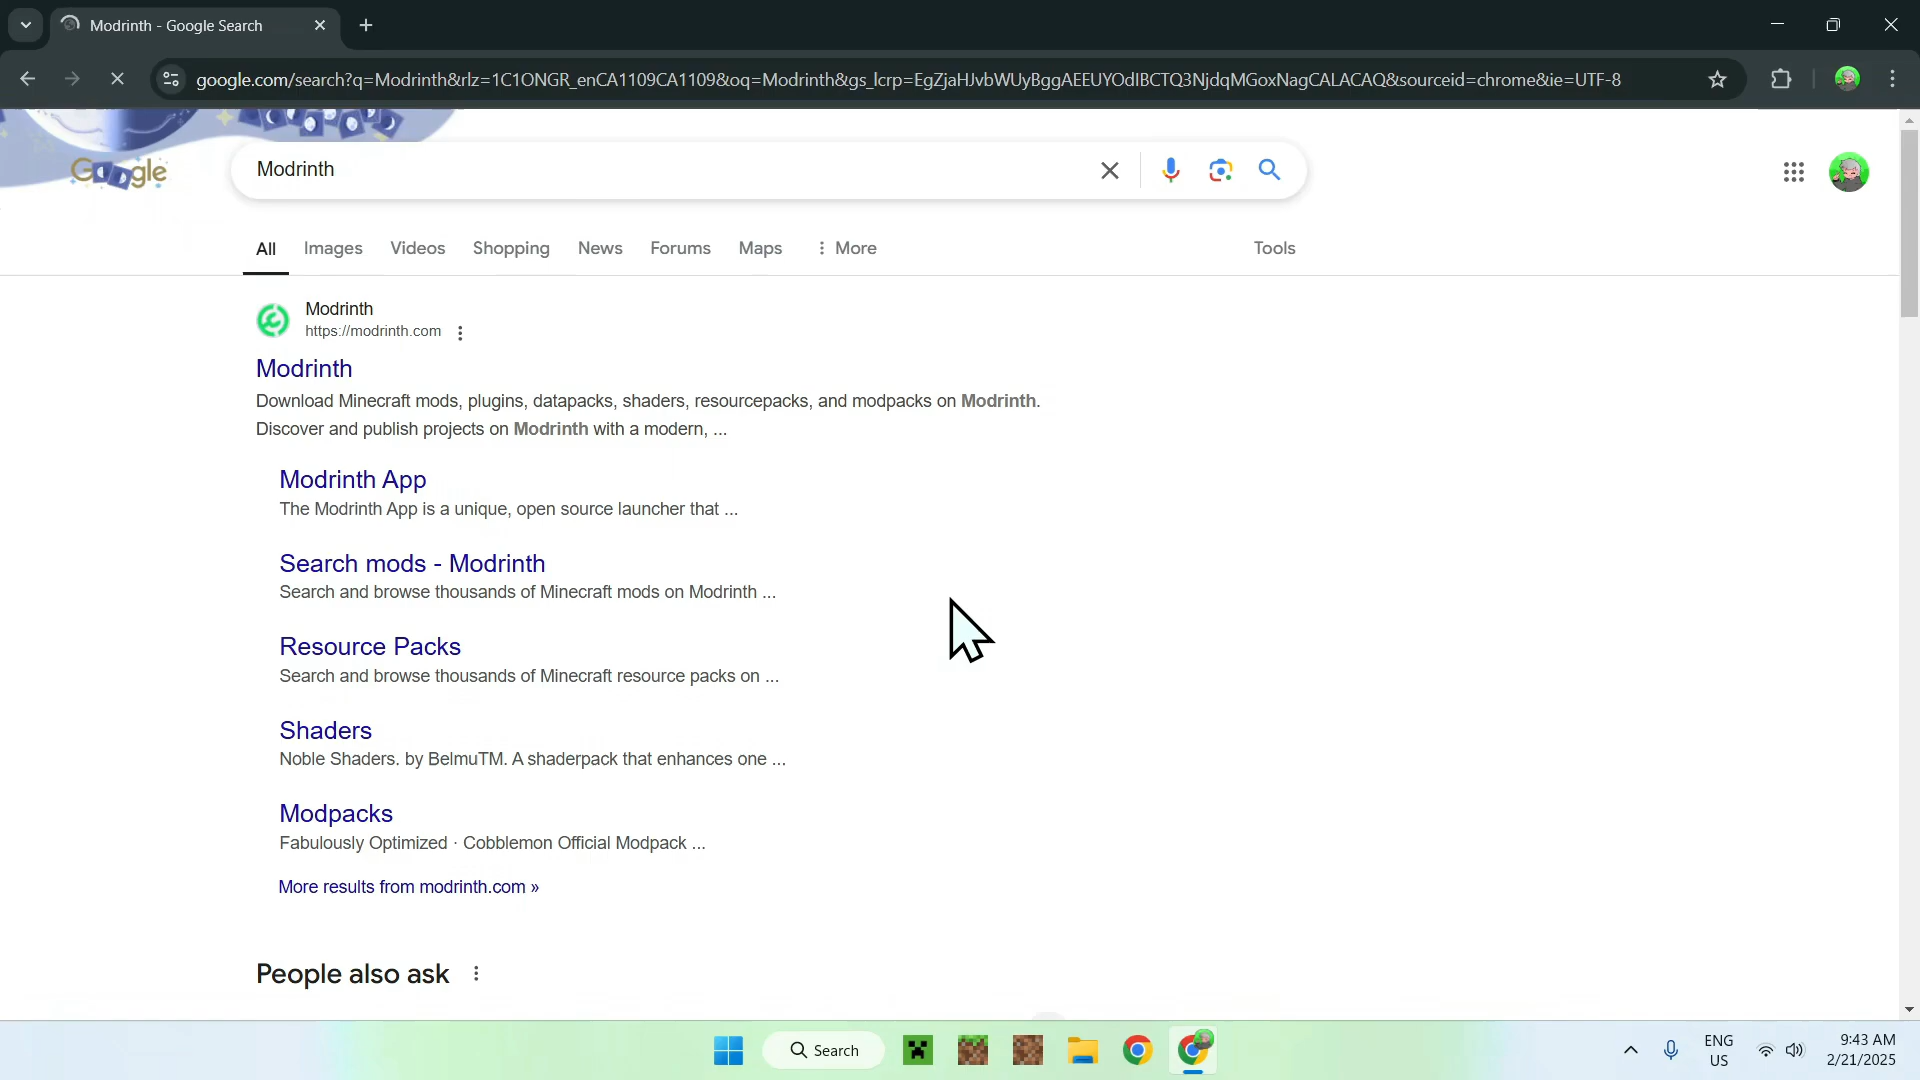 Modrinth - Google Search
google.com/search?q=Modrinth&rlz=1C1ONGR_enCA1109CA1109&oq=Modrinth&gs_lcrp=EgZjaHJvbWUyBggAEEUYOdIBCTQ3NjdqMGoxNagCALACAQ&sourceid=chrome&ie=UTF-8
Google
Modrinth
All Images Videos Shopping News Forums Maps More Tools
Modrinth
https://modrinth.com
Modrinth
Download Minecraft mods, plugins, datapacks, shaders, resourcepacks, and modpacks on Modrinth.
Discover and publish projects on Modrinth with a modern, ...
Modrinth App
The Modrinth App is a unique, open source launcher that ...
Search mods - Modrinth
Search and browse thousands of Minecraft mods on Modrinth ...
Resource Packs
Search and browse thousands of Minecraft resource packs on ...
Shaders
Noble Shaders. by BelmuTM. A shaderpack that enhances one ...
Modpacks
Fabulously Optimized · Cobblemon Official Modpack ...
More results from modrinth.com »
People also ask
Search
ENG
US
9:43 AM
2/21/2025